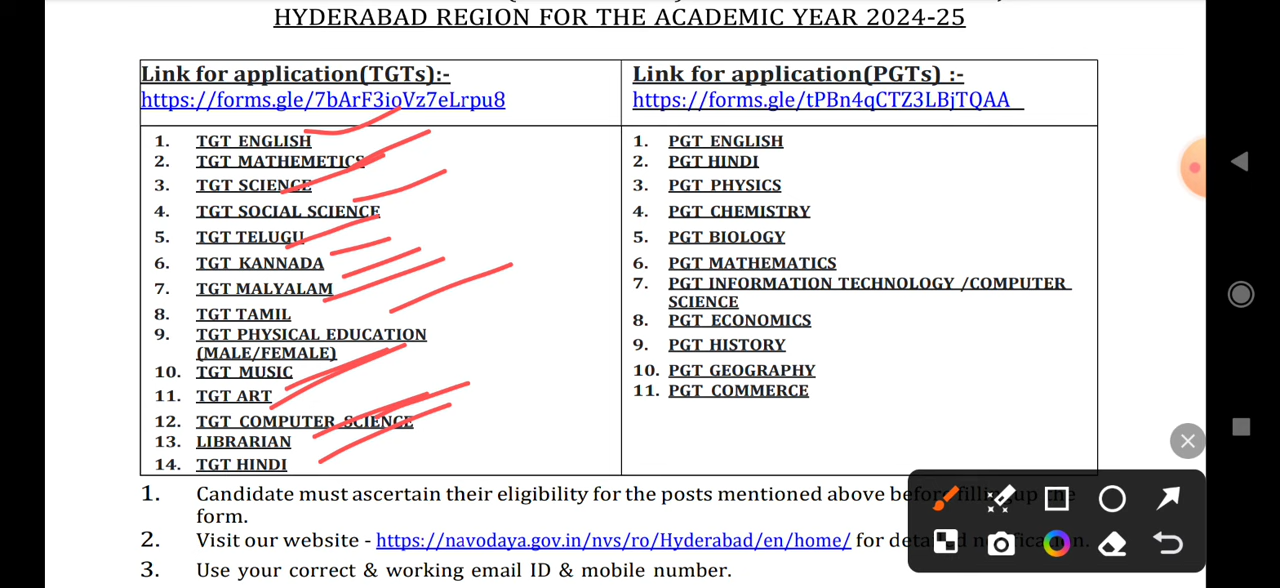 HYDERABAD REGION FOR THE ACADEMIC YEAR 2024-25
Link for application(TGTs):-
https://forms.gle/7bArF3ioVz7eLrpu8
1. TGT ENGLISH
2. TGT MATHEMETICS
3. TGT SCIENCE
4. TGT SOCIAL SCIENCE
5. TGT TELUGU
6. TGT KANNADA
7. TGT MALYALAM
8. TGT TAMIL
9. TGT PHYSICAL EDUCATION
(MALE/FEMALE)
10. TGT MUSIC
11. TGT ART
12. TGT COMPUTER SCIENCE
13. LIBRARIAN
14. TGT HINDI
Link for application(PGTs) :-
https://forms.gle/tPBn4qCTZ3LBjTQAA
1. PGT ENGLISH
2. PGT HINDI
3. PGT PHYSICS
4. PGT CHEMISTRY
5. PGT BIOLOGY
6. PGT MATHEMATICS
7. PGT INFORMATION TECHNOLOGY /COMPUTER
SCIENCE
8. PGT ECONOMICS
9. PGT HISTORY
10. PGT GEOGRAPHY
11. PGT COMMERCE
1. Candidate must ascertain their eligibility for the posts mentioned above before filling up the
form.
2. Visit our website - https://navodaya.gov.in/nvs/ro/Hyderabad/en/home/ for detailed notification.
3. Use your correct & working email ID & mobile number.